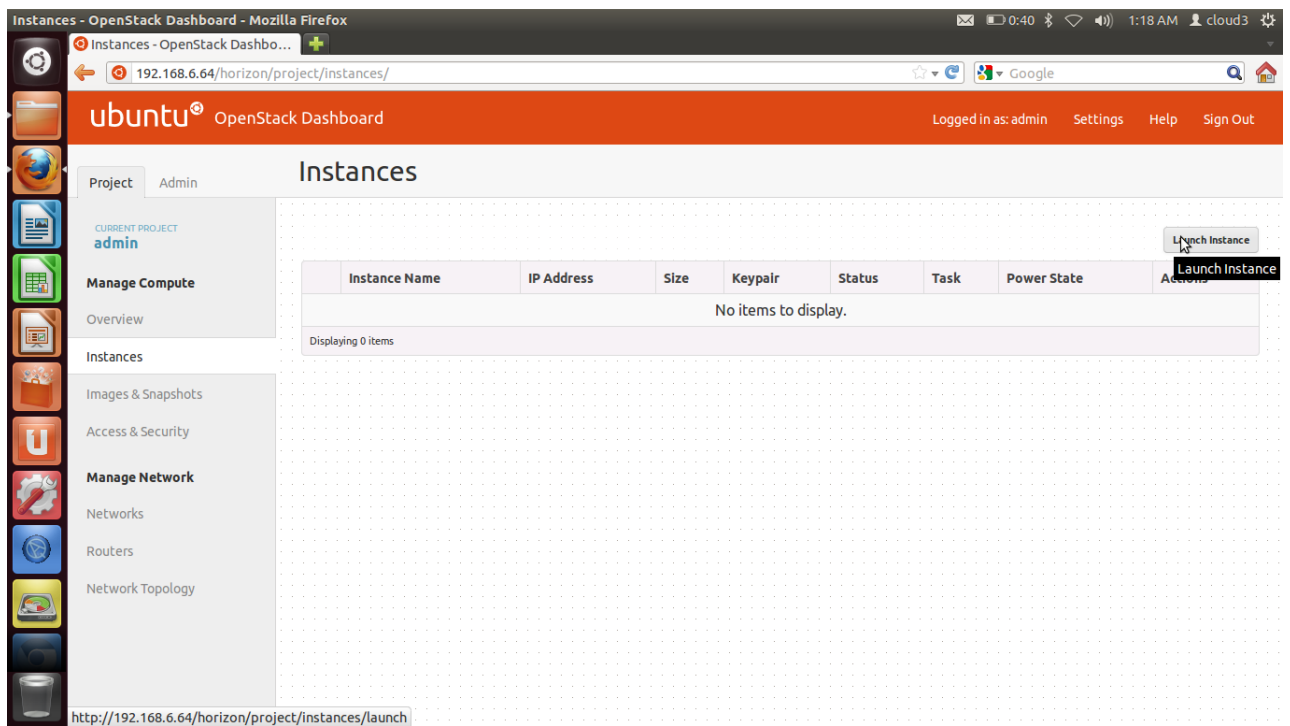 Instances - OpenStack Dashboard - Mozilla Firefox
0:40 1:18 AM cloud3
Instances - OpenStack Dashbo...
192.168.6.64/horizon/project/instances/
Google
ubuntu OpenStack Dashboard
Logged in as: admin Settings Help Sign Out
Project Admin
Instances
CURRENT PROJECT
admin
Launch Instance
Launch Instance
Manage Compute
Instance Name IP Address Size Keypair Status Task Power State Actions
No items to display.
Displaying 0 items
Overview
Instances
Images & Snapshots
Access & Security
Manage Network
Networks
Routers
Network Topology
http://192.168.6.64/horizon/project/instances/launch